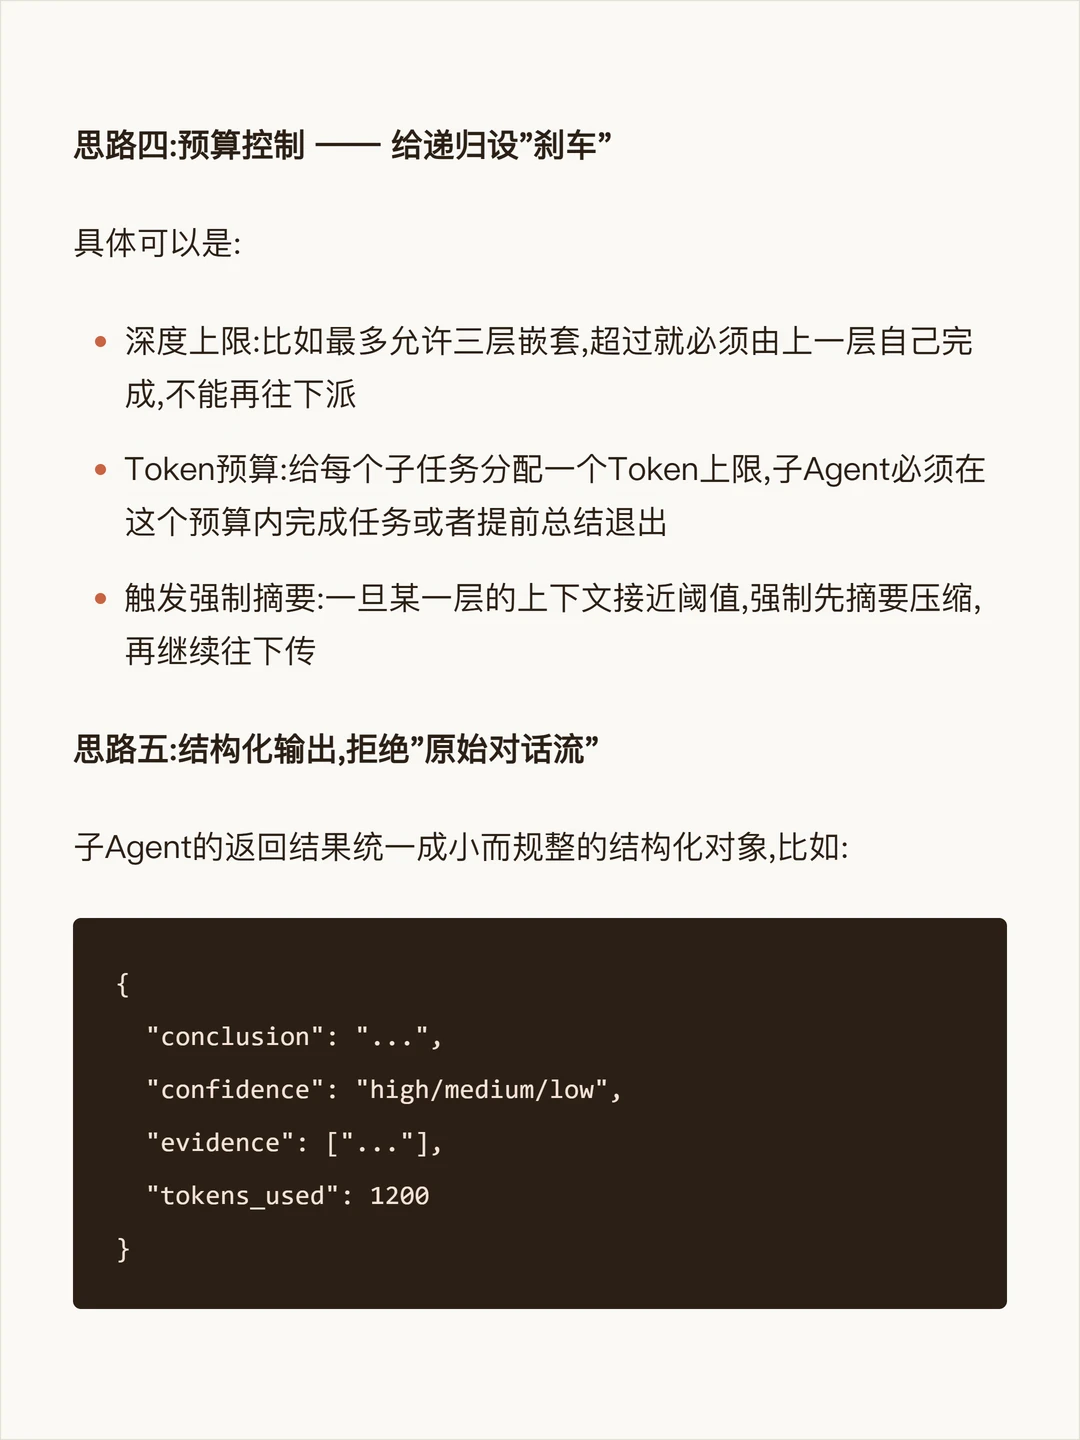 思路四:预算控制 —— 给递归设”刹车”
具体可以是:
深度上限:比如最多允许三层嵌套,超过就必须由上一层自己完
成,不能再往下派
Token预算:给每个子任务分配一个Token上限,子Agent必须在
这个预算内完成任务或者提前总结退出
触发强制摘要:一旦某一层的上下文接近阈值,强制先摘要压缩,
再继续往下传
思路五:结构化输出,拒绝”原始对话流”
子Agent的返回结果统一成小而规整的结构化对象,比如:
{
  "conclusion": "...",
  "confidence": "high/medium/low",
  "evidence": ["..."],
  "tokens_used": 1200
}